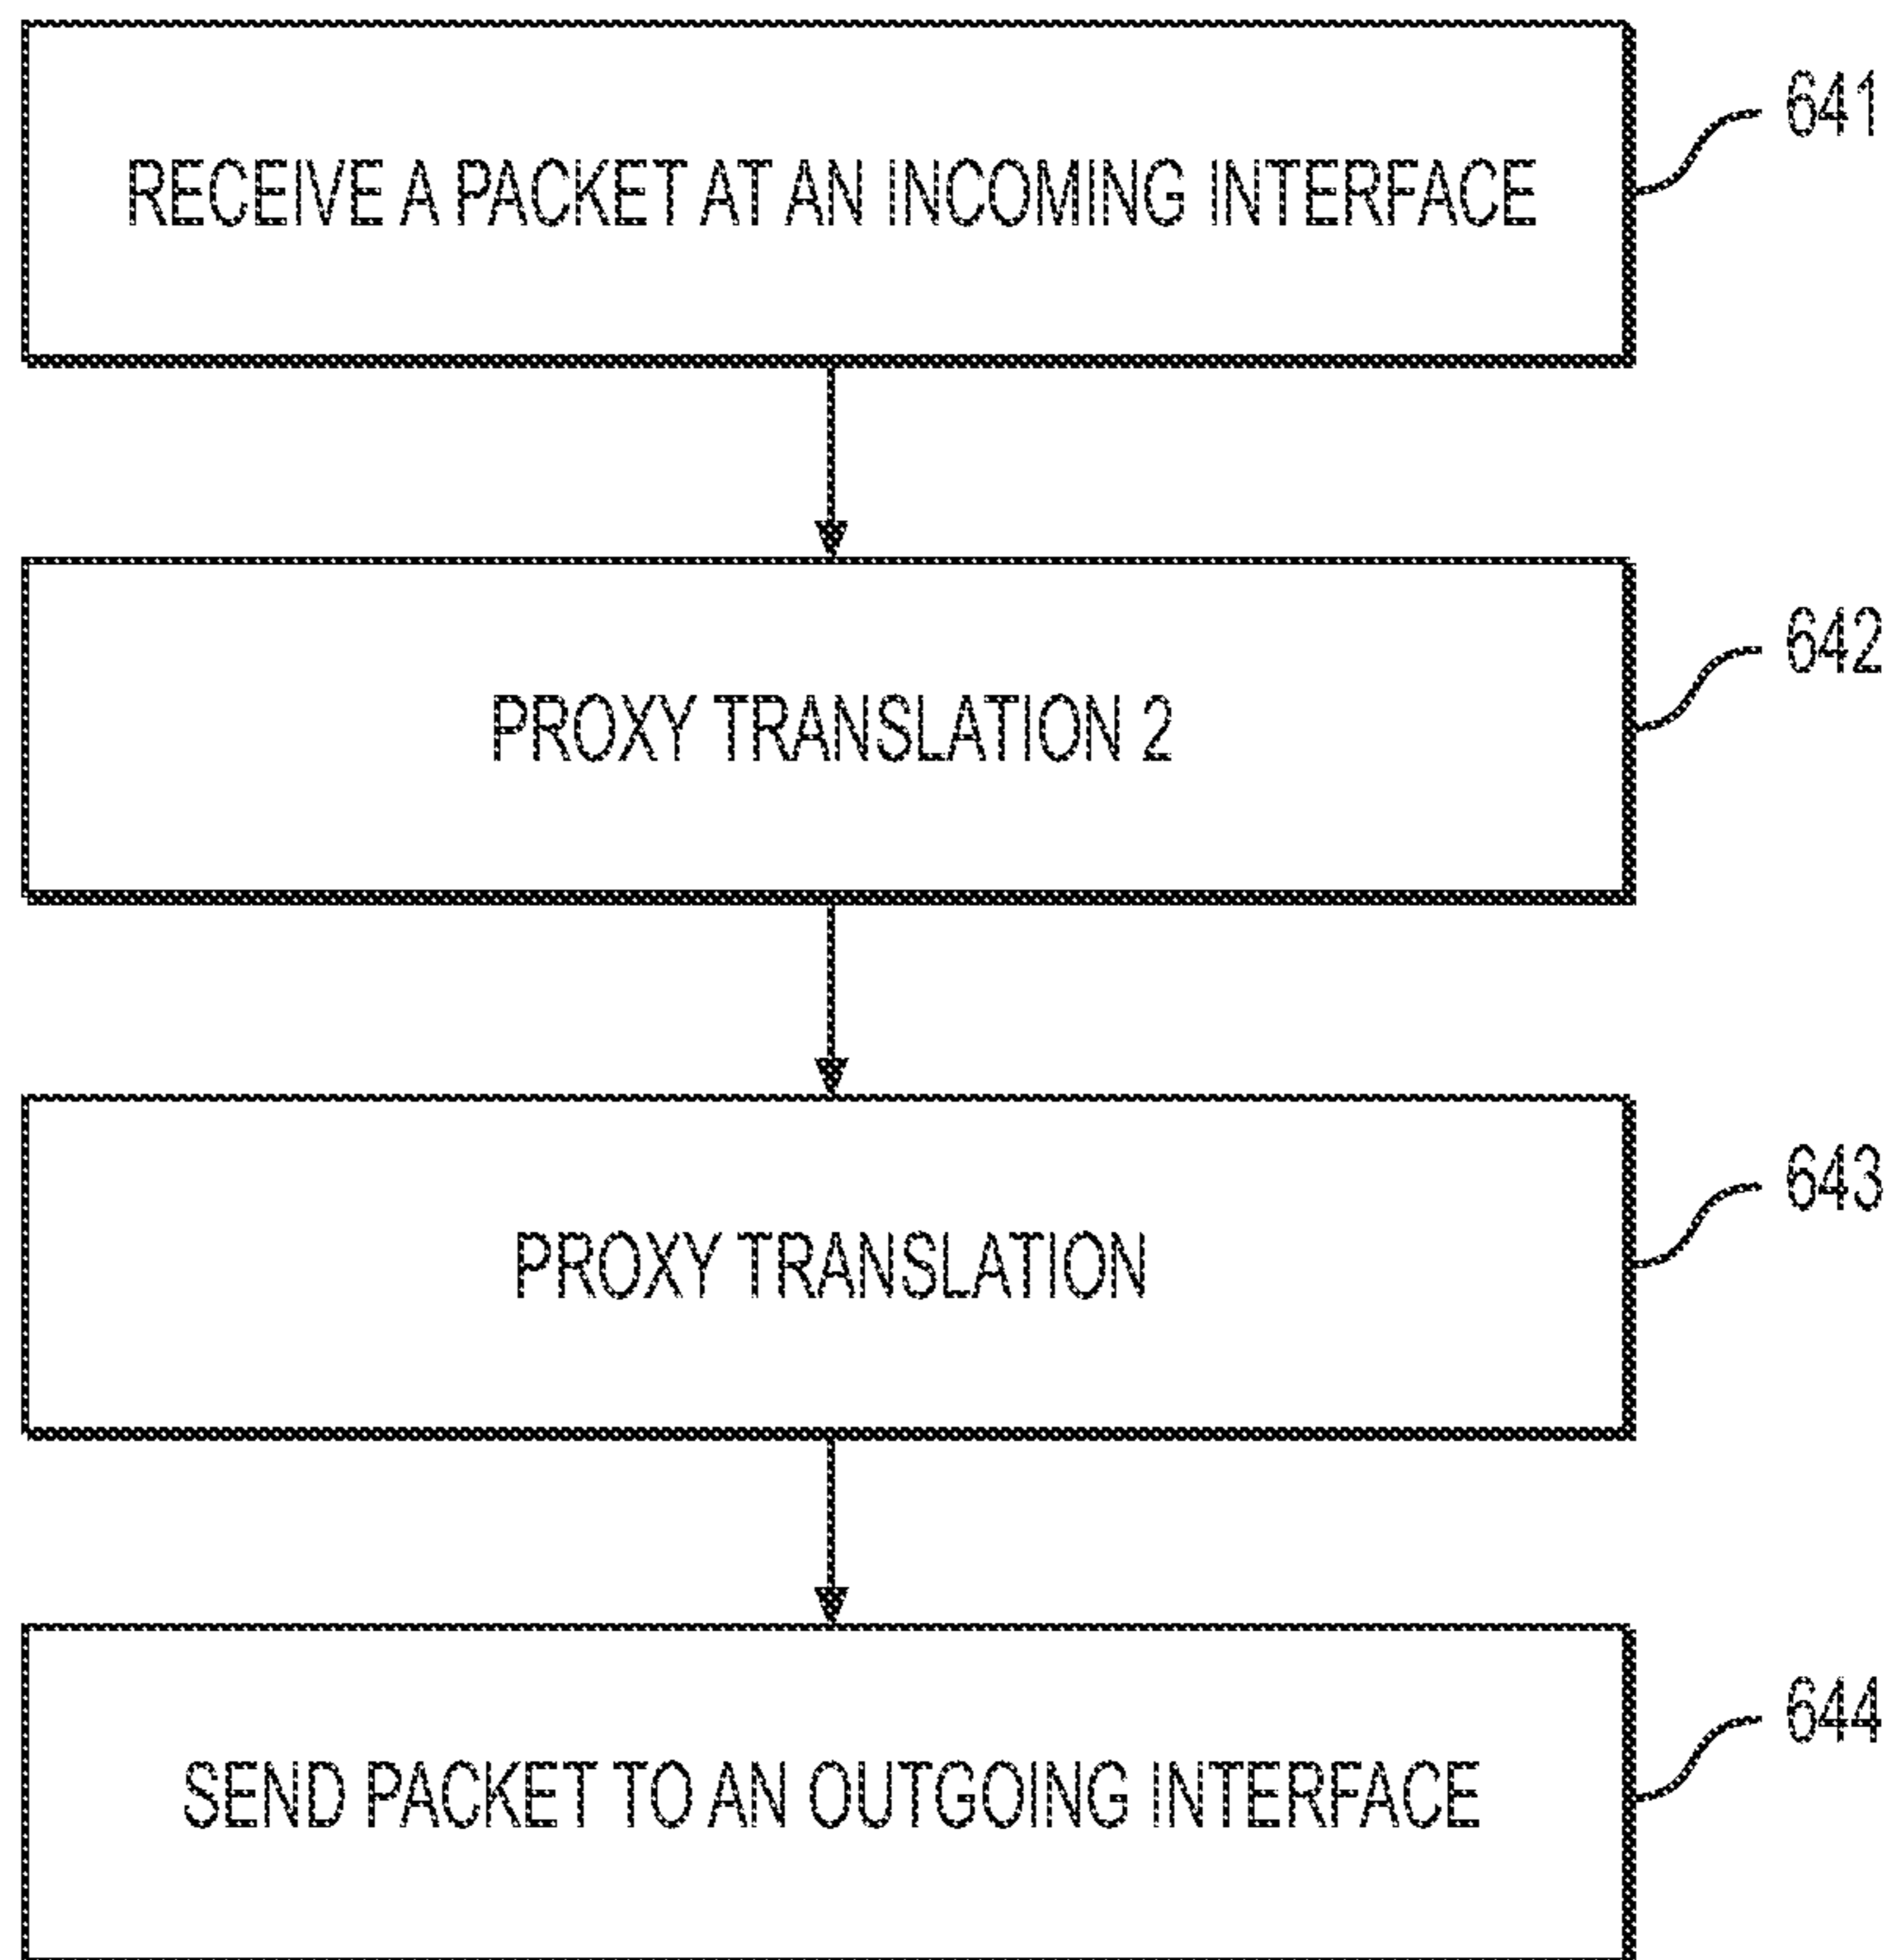 RECEIVE A PACKET AT AN INCOMING INTERFACE
641
PROXY TRANSLATION 2
642
PROXY TRANSLATION
643
SEND PACKET TO AN OUTGOING INTERFACE
644